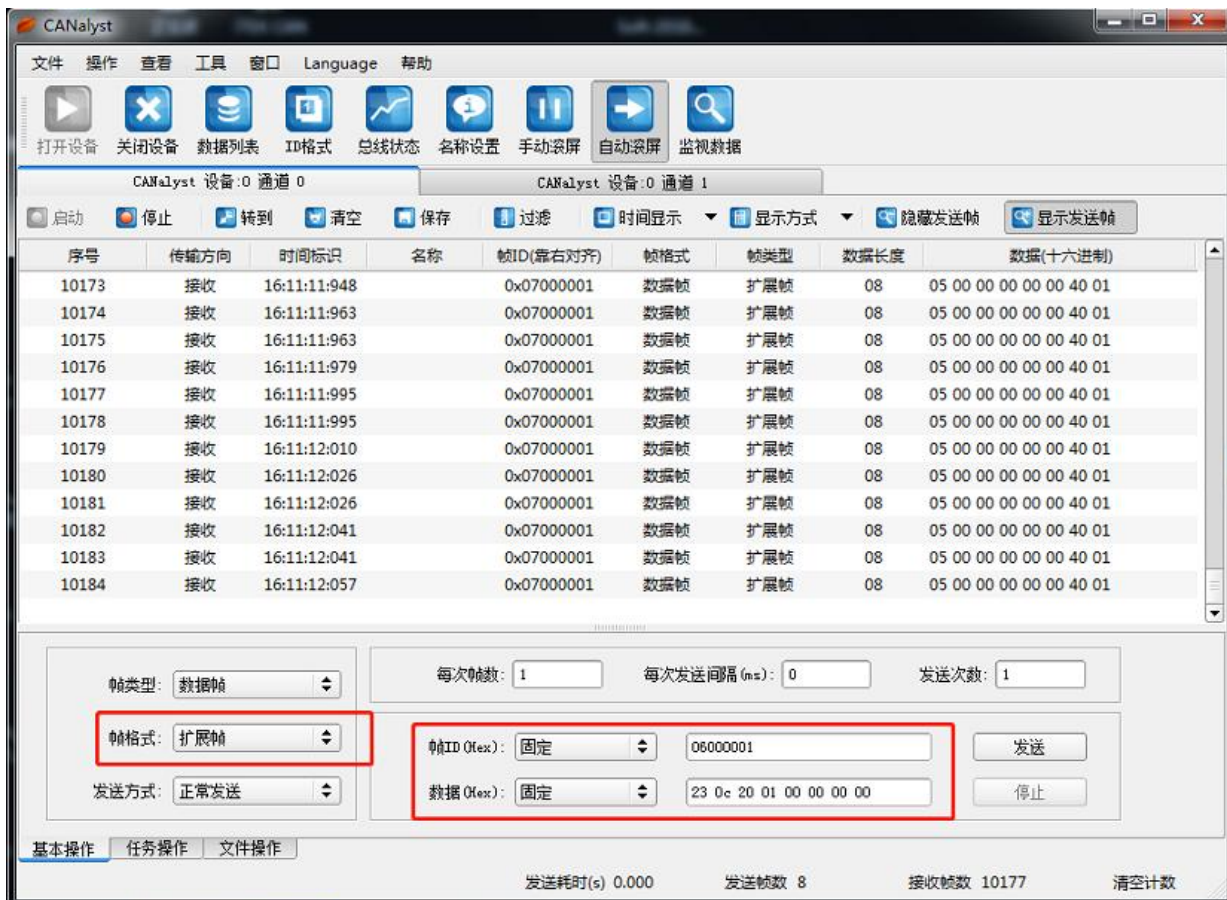 CANalyst
文件 操作 查看 工具 窗口 Language 帮助
打开设备 关闭设备 数据列表 ID格式 总线状态 名称设置 手动滚屏 自动滚屏 监视数据
CANalyst 设备:0 通道 0 CANalyst 设备:0 通道 1
启动 停止 转到 清空 保存 过滤 时间显示 显示方式 隐藏发送帧 显示发送帧
序号 传输方向 时间标识 名称 帧ID(靠右对齐) 帧格式 帧类型 数据长度 数据(十六进制)
10173 接收 16:11:11:948 0x07000001 数据帧 扩展帧 08 05 00 00 00 00 00 40 01
10174 接收 16:11:11:963 0x07000001 数据帧 扩展帧 08 05 00 00 00 00 00 40 01
10175 接收 16:11:11:963 0x07000001 数据帧 扩展帧 08 05 00 00 00 00 00 40 01
10176 接收 16:11:11:979 0x07000001 数据帧 扩展帧 08 05 00 00 00 00 00 40 01
10177 接收 16:11:11:995 0x07000001 数据帧 扩展帧 08 05 00 00 00 00 00 40 01
10178 接收 16:11:11:995 0x07000001 数据帧 扩展帧 08 05 00 00 00 00 00 40 01
10179 接收 16:11:12:010 0x07000001 数据帧 扩展帧 08 05 00 00 00 00 00 40 01
10180 接收 16:11:12:026 0x07000001 数据帧 扩展帧 08 05 00 00 00 00 00 40 01
10181 接收 16:11:12:026 0x07000001 数据帧 扩展帧 08 05 00 00 00 00 00 40 01
10182 接收 16:11:12:041 0x07000001 数据帧 扩展帧 08 05 00 00 00 00 00 40 01
10183 接收 16:11:12:041 0x07000001 数据帧 扩展帧 08 05 00 00 00 00 00 40 01
10184 接收 16:11:12:057 0x07000001 数据帧 扩展帧 08 05 00 00 00 00 00 40 01
帧类型: 数据帧 每次帧数: 1 每次发送间隔(ms): 0 发送次数: 1
帧格式: 扩展帧 帧ID(Hex): 固定 06000001 发送
发送方式: 正常发送 数据(Hex): 固定 23 0c 20 01 00 00 00 00 停止
基本操作 任务操作 文件操作
发送耗时(s) 0.000 发送帧数 8 接收帧数 10177 清空计数